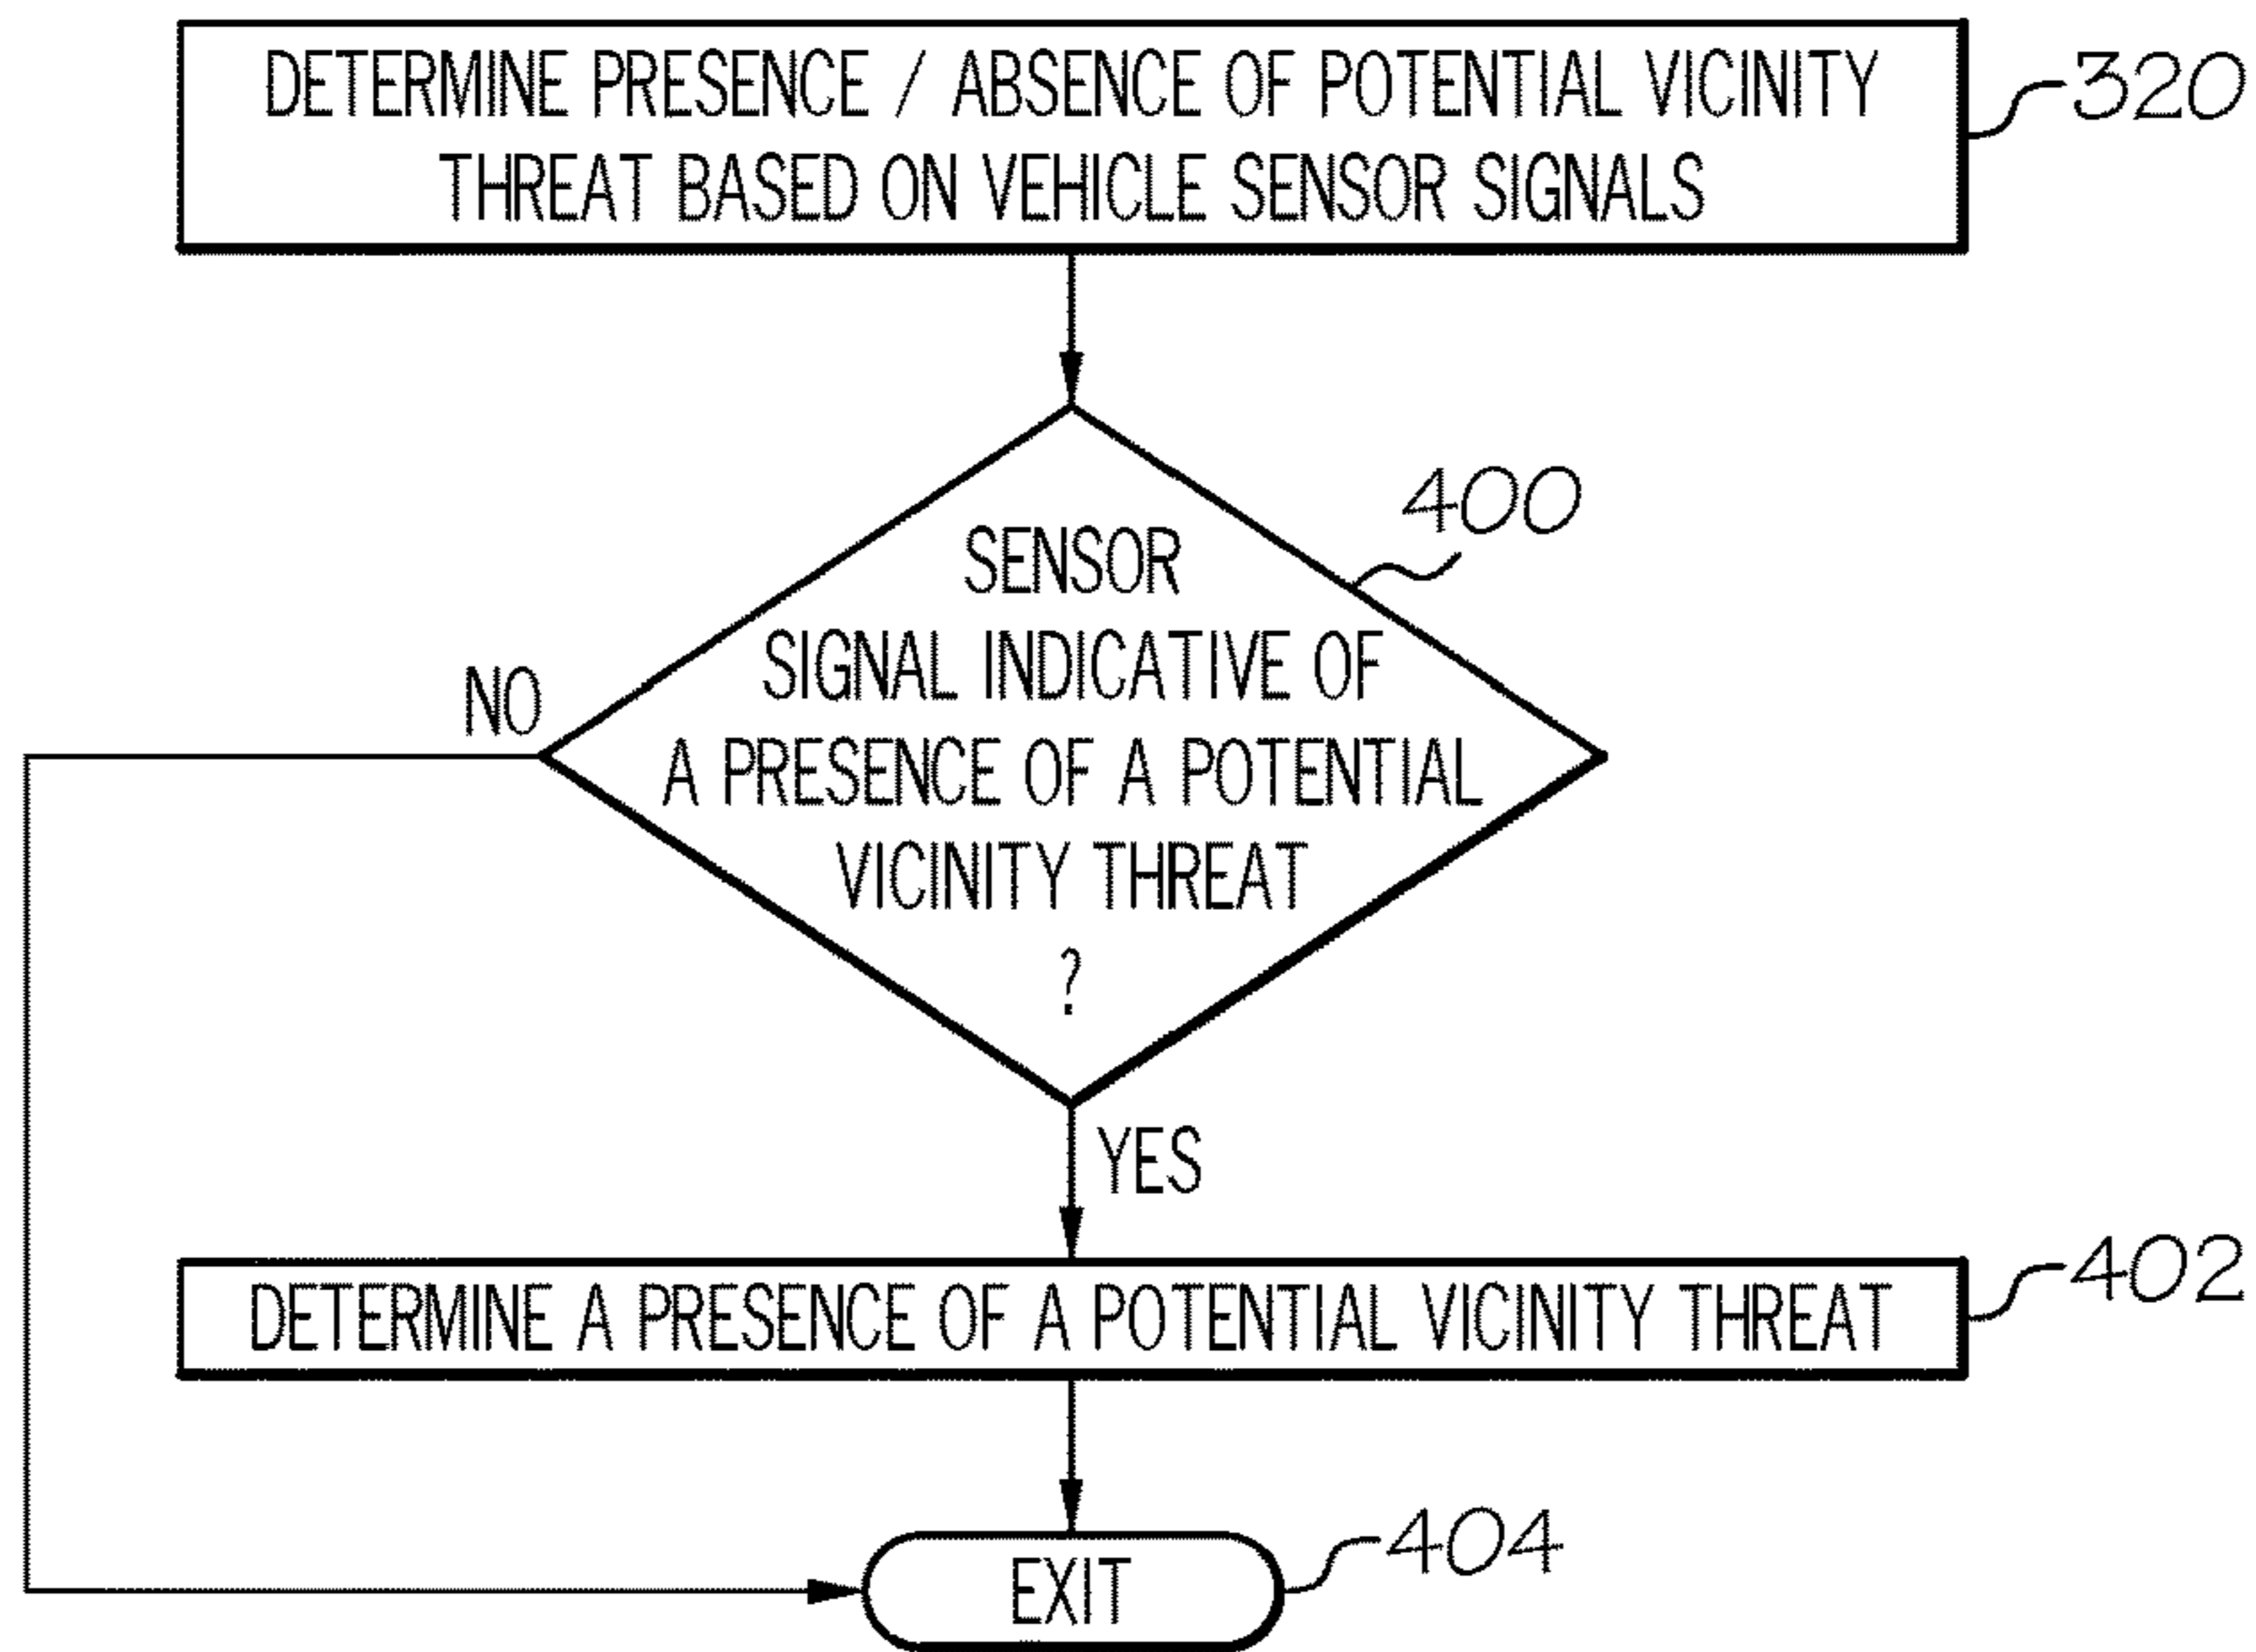 DETERMINE PRESENCE / ABSENCE OF POTENTIAL VICINITY
THREAT BASED ON VEHICLE SENSOR SIGNALS
320
400
SENSOR
SIGNAL INDICATIVE OF
A PRESENCE OF A POTENTIAL
VICINITY THREAT
?
NO
YES
DETERMINE A PRESENCE OF A POTENTIAL VICINITY THREAT
402
EXIT
404